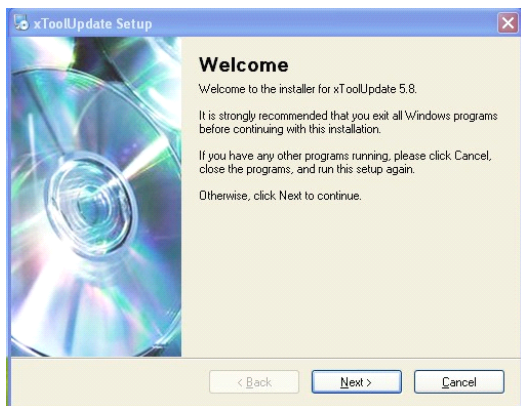 xToolUpdate Setup
Welcome
Welcome to the installer for xToolUpdate 5.8.
It is strongly recommended that you exit all Windows programs
before continuing with this installation.
If you have any other programs running, please click Cancel,
close the programs, and run this setup again.
Otherwise, click Next to continue.
< Back
Next >
Cancel